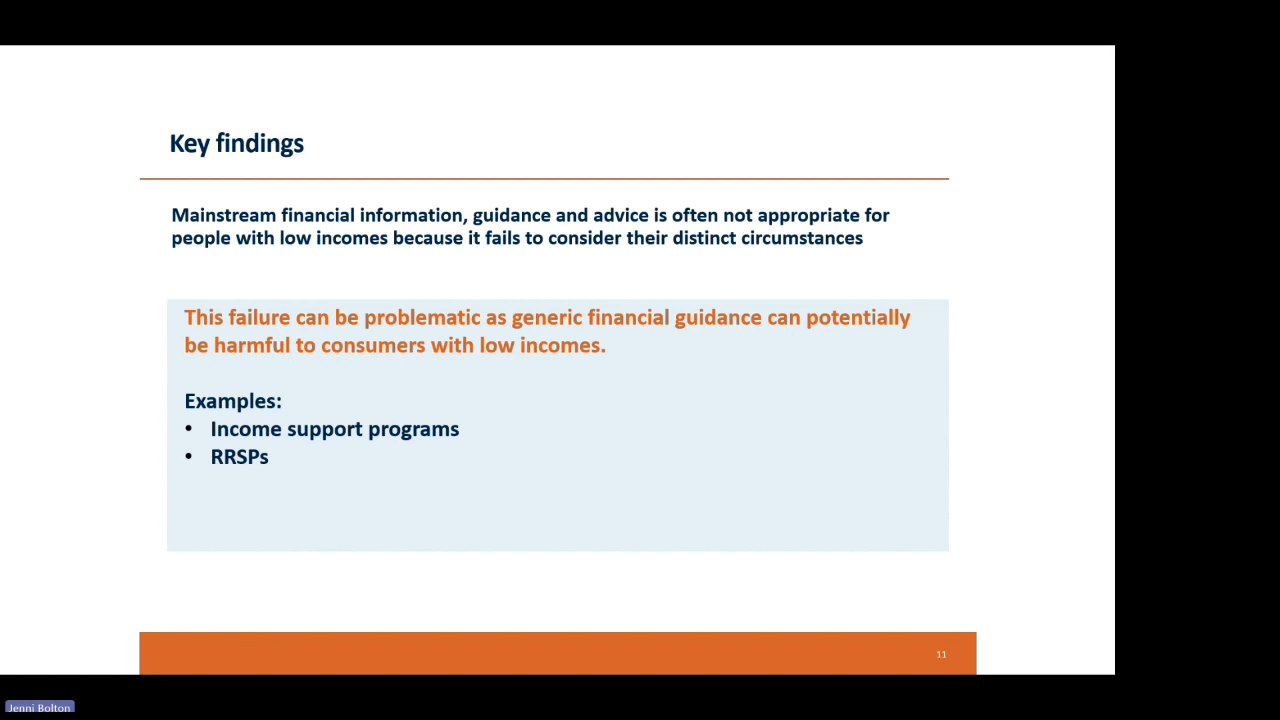 Key findings
Mainstream financial information, guidance and advice is often not appropriate for
people with low incomes because it fails to consider their distinct circumstances
This failure can be problematic as generic financial guidance can potentially
be harmful to consumers with low incomes.
Examples:
• Income support programs
• RRSPs
11
Jenni Bolton